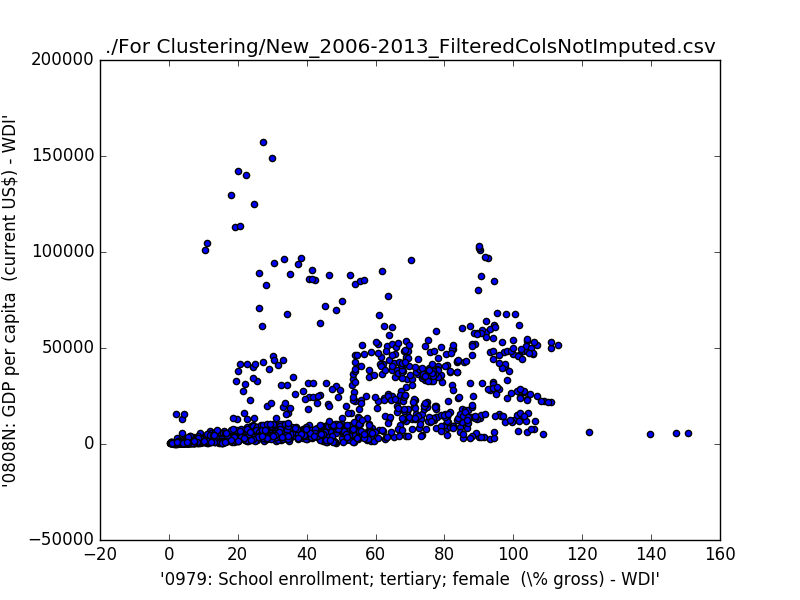 ./For Clustering/New_2006-2013_FilteredColsNotImputed.csv
200000
150000
100000
50000
0
−50000
'0808N: GDP per capita  (current US$) - WDI'
−20 0 20 40 60 80 100 120 140 160
'0979: School enrollment; tertiary; female  (\% gross) - WDI'